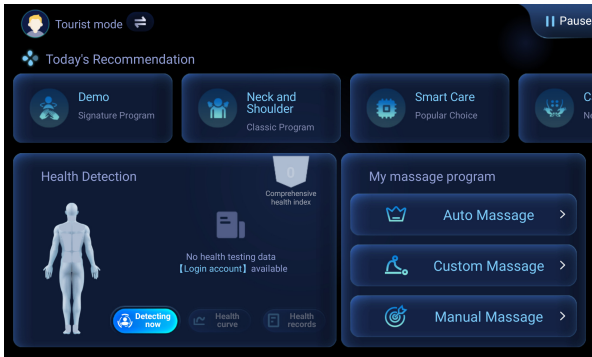 Tourist mode
Pause
Today's Recommendation
Demo
Signature Program
Neck and
Shoulder
Classic Program
Smart Care
Popular Choice
Health Detection
0
Comprehensive
health index
No health testing data
【Login account】available
Detecting
now
Health
curve
Health
records
My massage program
Auto Massage
Custom Massage
Manual Massage